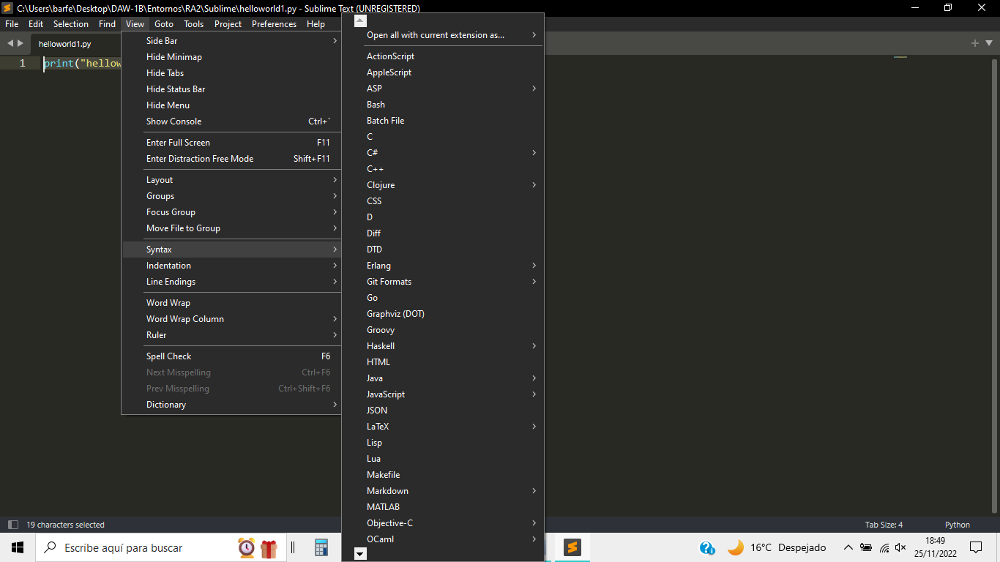 C:\Users\barfe\Desktop\DAW-1B\Entornos\RA2\Sublime\helloworld1.py - Sublime Text (UNREGISTERED)
File Edit Selection Find View Goto Tools Project Preferences Help
helloworld1.py
1 print("hellow
Side Bar
Hide Minimap
Hide Tabs
Hide Status Bar
Hide Menu
Show Console Ctrl+`
Enter Full Screen F11
Enter Distraction Free Mode Shift+F11
Layout
Groups
Focus Group
Move File to Group
Syntax
Indentation
Line Endings
Word Wrap
Word Wrap Column
Ruler
Spell Check F6
Next Misspelling Ctrl+F6
Prev Misspelling Ctrl+Shift+F6
Dictionary
Open all with current extension as...
ActionScript
AppleScript
ASP
Bash
Batch File
C
C#
C++
Clojure
CSS
D
Diff
DTD
Erlang
Git Formats
Go
Graphviz (DOT)
Groovy
Haskell
HTML
Java
JavaScript
JSON
LaTeX
Lisp
Lua
Makefile
Markdown
MATLAB
Objective-C
OCaml
19 characters selected Tab Size: 4 Python
Escribe aquí para buscar
16°C Despejado
18:49
25/11/2022